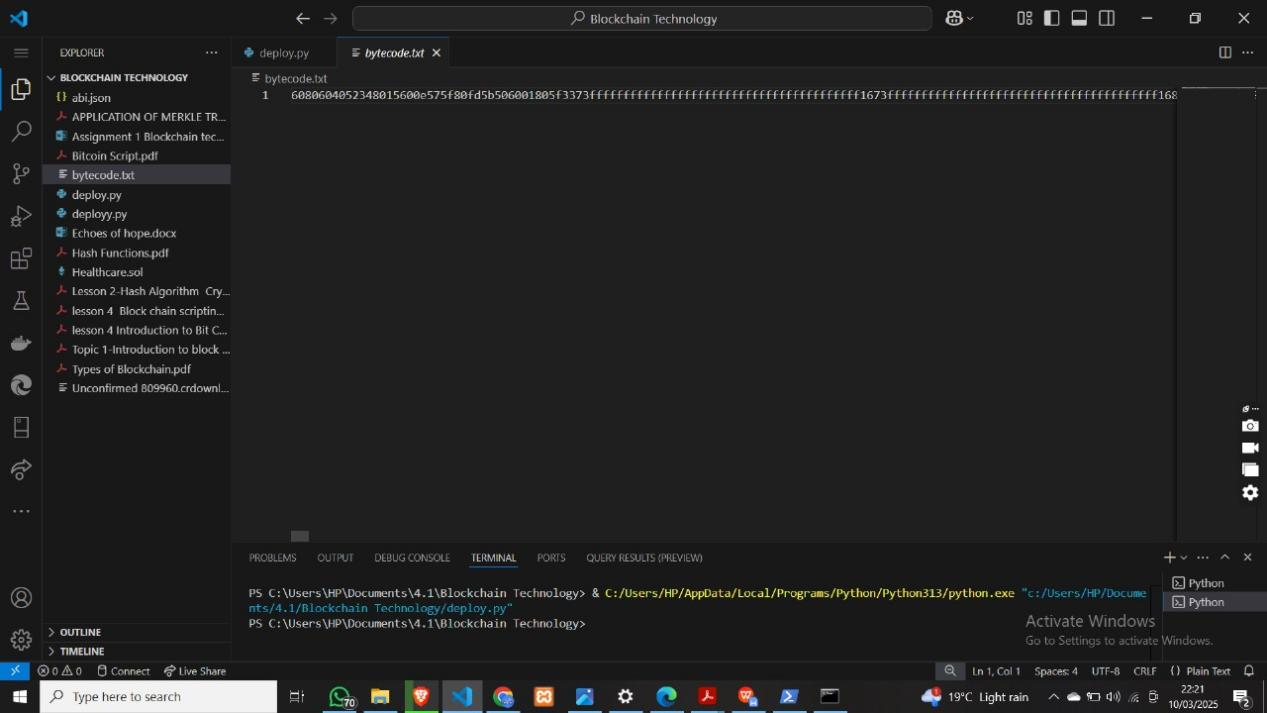 Blockchain Technology
EXPLORER
deploy.py
bytecode.txt
BLOCKCHAIN TECHNOLOGY
abi.json
APPLICATION OF MERKLE TR...
Assignment 1 Blockchain tec...
Bitcoin Script.pdf
bytecode.txt
deploy.py
deployy.py
Echoes of hope.docx
Hash Functions.pdf
Healthcare.sol
Lesson 2-Hash Algorithm Cry...
lesson 4 Block chain scriptin...
lesson 4 Introduction to Bit C...
Topic 1-Introduction to block ...
Types of Blockchain.pdf
Unconfirmed 809960.crdownl...
OUTLINE
TIMELINE
bytecode.txt
1 6080604052348015600e575f80fd5b506001805f3373ffffffffffffffffffffffffffffffffffffffff1673ffffffffffffffffffffffffffffffffffffffff168
PROBLEMS OUTPUT DEBUG CONSOLE TERMINAL PORTS QUERY RESULTS (PREVIEW)
PS C:\Users\HP\Documents\4.1\Blockchain Technology> & C:/Users/HP/AppData/Local/Programs/Python/Python313/python.exe "c:/Users/HP/Docume
nts/4.1/Blockchain Technology/deploy.py"
PS C:\Users\HP\Documents\4.1\Blockchain Technology>
Python
Python
Activate Windows
Go to Settings to activate Windows.
0 0 Connect Live Share Ln 1, Col 1 Spaces: 4 UTF-8 CRLF () Plain Text
Type here to search
70
19°C Light rain
22:21
10/03/2025
2